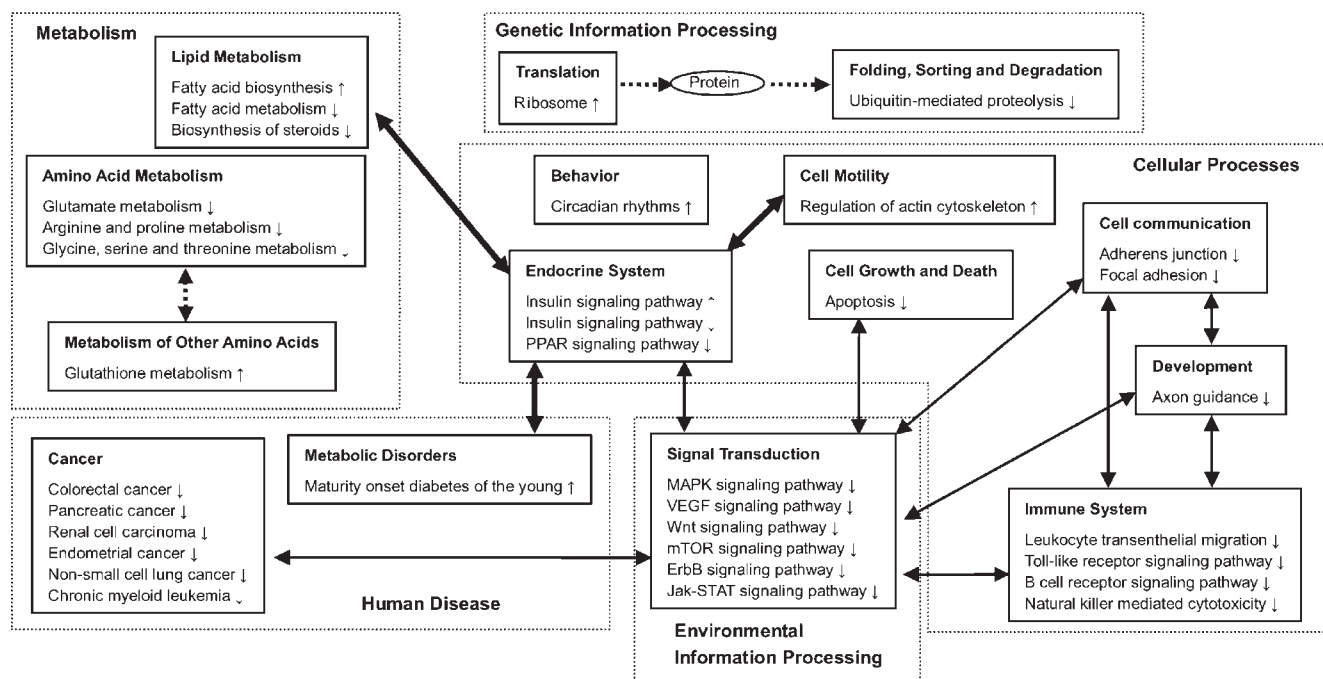 Metabolism
Lipid Metabolism
Fatty acid biosynthesis ↑
Fatty acid metabolism ↓
Biosynthesis of steroids ↓
Amino Acid Metabolism
Glutamate metabolism ↓
Arginine and proline metabolism ↓
Glycine, serine and threonine metabolism ↓
Metabolism of Other Amino Acids
Glutathione metabolism ↑
Genetic Information Processing
Translation
Ribosome ↑
Protein
Folding, Sorting and Degradation
Ubiquitin-mediated proteolysis ↓
Cellular Processes
Behavior
Circadian rhythms ↑
Cell Motility
Regulation of actin cytoskeleton ↑
Endocrine System
Insulin signaling pathway ↑
Insulin signaling pathway ↓
PPAR signaling pathway ↓
Cell Growth and Death
Apoptosis ↓
Cell communication
Adherens junction ↓
Focal adhesion ↓
Development
Axon guidance ↓
Immune System
Leukocyte transenthelial migration ↓
Toll-like receptor signaling pathway ↓
B cell receptor signaling pathway ↓
Natural killer mediated cytotoxicity ↓
Cancer
Colorectal cancer ↓
Pancreatic cancer ↓
Renal cell carcinoma ↓
Endometrial cancer ↓
Non-small cell lung cancer ↓
Chronic myeloid leukemia ↓
Metabolic Disorders
Maturity onset diabetes of the young ↑
Human Disease
Signal Transduction
MAPK signaling pathway ↓
VEGF signaling pathway ↓
Wnt signaling pathway ↓
mTOR signaling pathway ↓
ErbB signaling pathway ↓
Jak-STAT signaling pathway ↓
Environmental
Information Processing